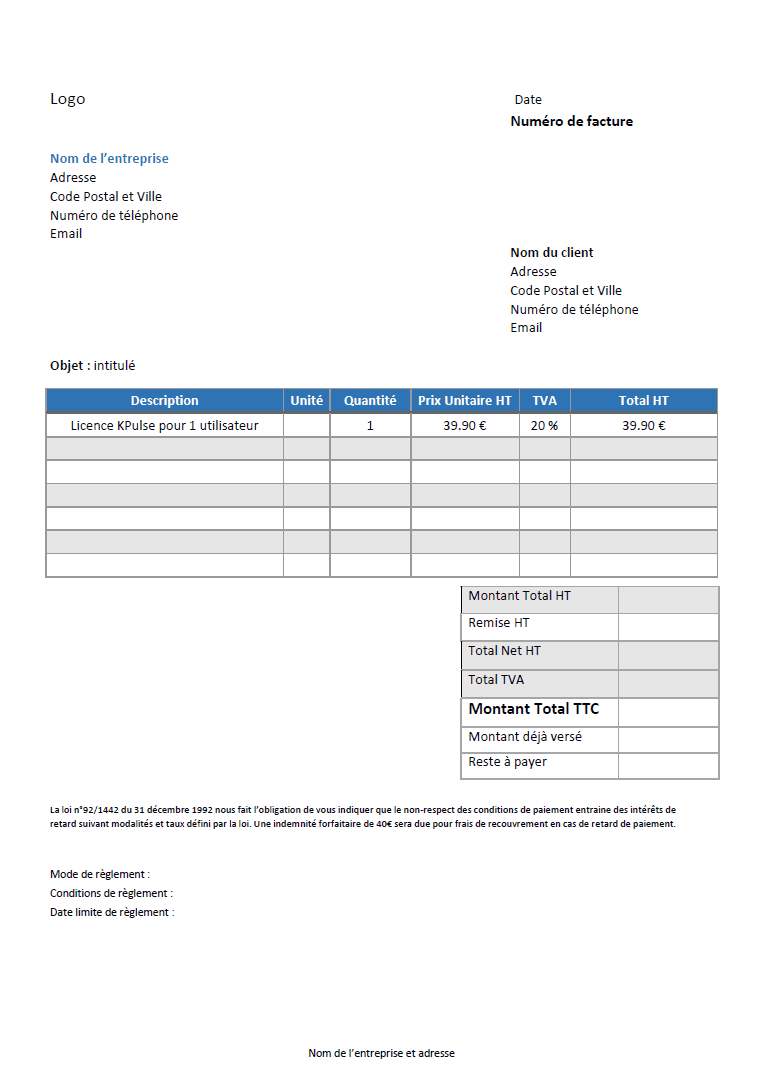 Logo
Date
Numéro de facture
Nom de l'entreprise
Adresse
Code Postal et Ville
Numéro de téléphone
Email
Nom du client
Adresse
Code Postal et Ville
Numéro de téléphone
Email
Objet : intitulé
Description Unité Quantité Prix Unitaire HT TVA Total HT
Licence KPulse pour 1 utilisateur 1 39.90 € 20 % 39.90 €
Montant Total HT
Remise HT
Total Net HT
Total TVA
Montant Total TTC
Montant déjà versé
Reste à payer
La loi n°92/1442 du 31 décembre 1992 nous fait l'obligation de vous indiquer que le non-respect des conditions de paiement entraine des intérêts de
retard suivant modalités et taux défini par la loi. Une indemnité forfaitaire de 40€ sera due pour frais de recouvrement en cas de retard de paiement.
Mode de règlement :
Conditions de règlement :
Date limite de règlement :
Nom de l'entreprise et adresse